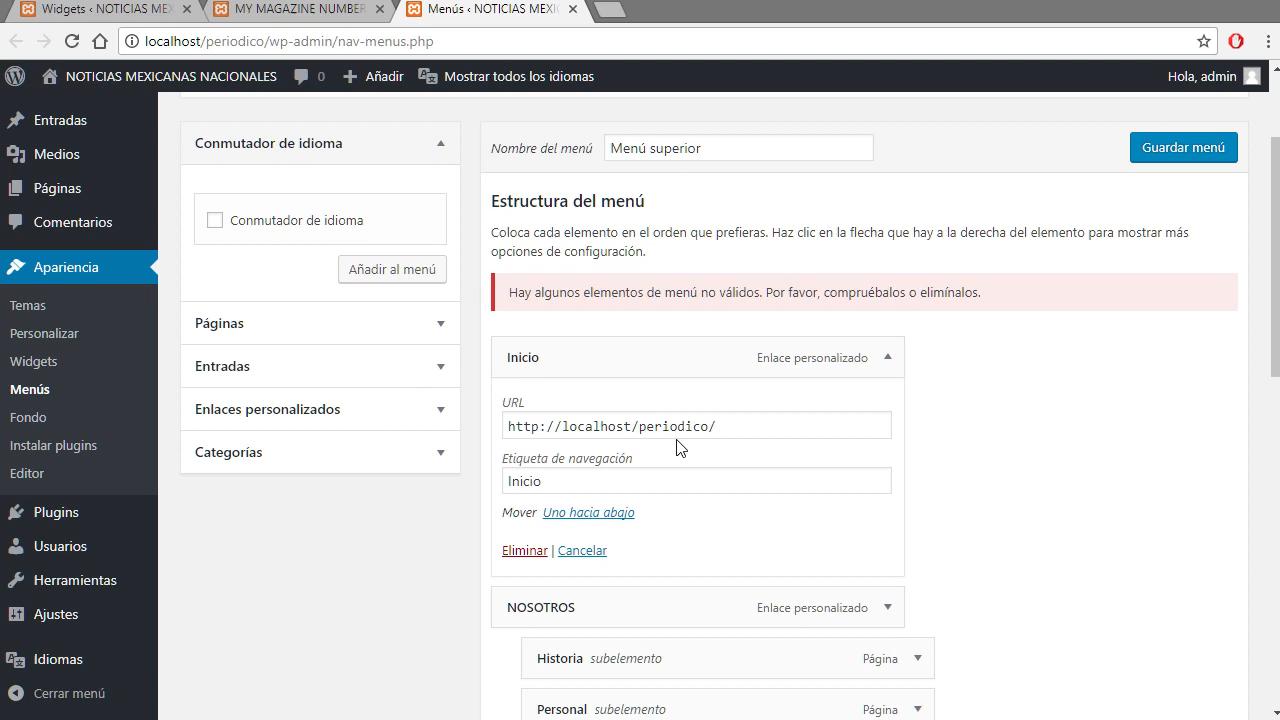 Widgets ‹ NOTICIAS MEXIC
MY MAGAZINE NUMBER
Menús ‹ NOTICIAS MEXIC
localhost/periodico/wp-admin/nav-menus.php
NOTICIAS MEXICANAS NACIONALES
0
Añadir
Mostrar todos los idiomas
Hola, admin
Entradas
Medios
Páginas
Comentarios
Apariencia
Temas
Personalizar
Widgets
Menús
Fondo
Instalar plugins
Editor
Plugins
Usuarios
Herramientas
Ajustes
Idiomas
Cerrar menú
Conmutador de idioma
Conmutador de idioma
Añadir al menú
Páginas
Entradas
Enlaces personalizados
Categorías
Nombre del menú
Menú superior
Guardar menú
Estructura del menú
Coloca cada elemento en el orden que prefieras. Haz clic en la flecha que hay a la derecha del elemento para mostrar más
opciones de configuración.
Hay algunos elementos de menú no válidos. Por favor, compruébalos o elimínalos.
Inicio
Enlace personalizado
URL
http://localhost/periodico/
Etiqueta de navegación
Inicio
Mover Uno hacia abajo
Eliminar | Cancelar
NOSOTROS
Enlace personalizado
Historia subelemento
Página
Personal subelemento
Página